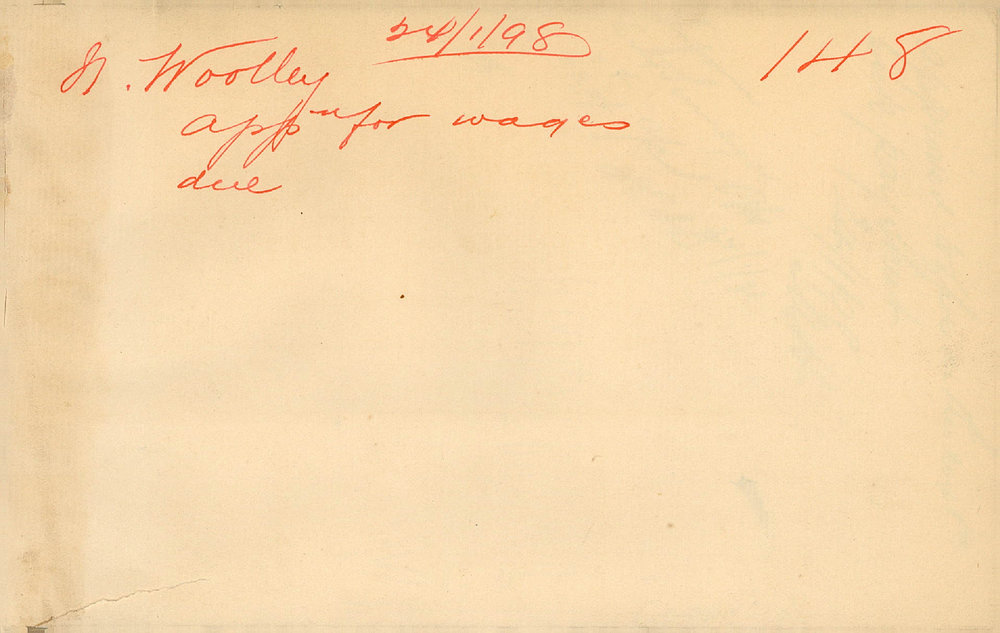 24/1/98
148
N. Woolley
appn for wages
due